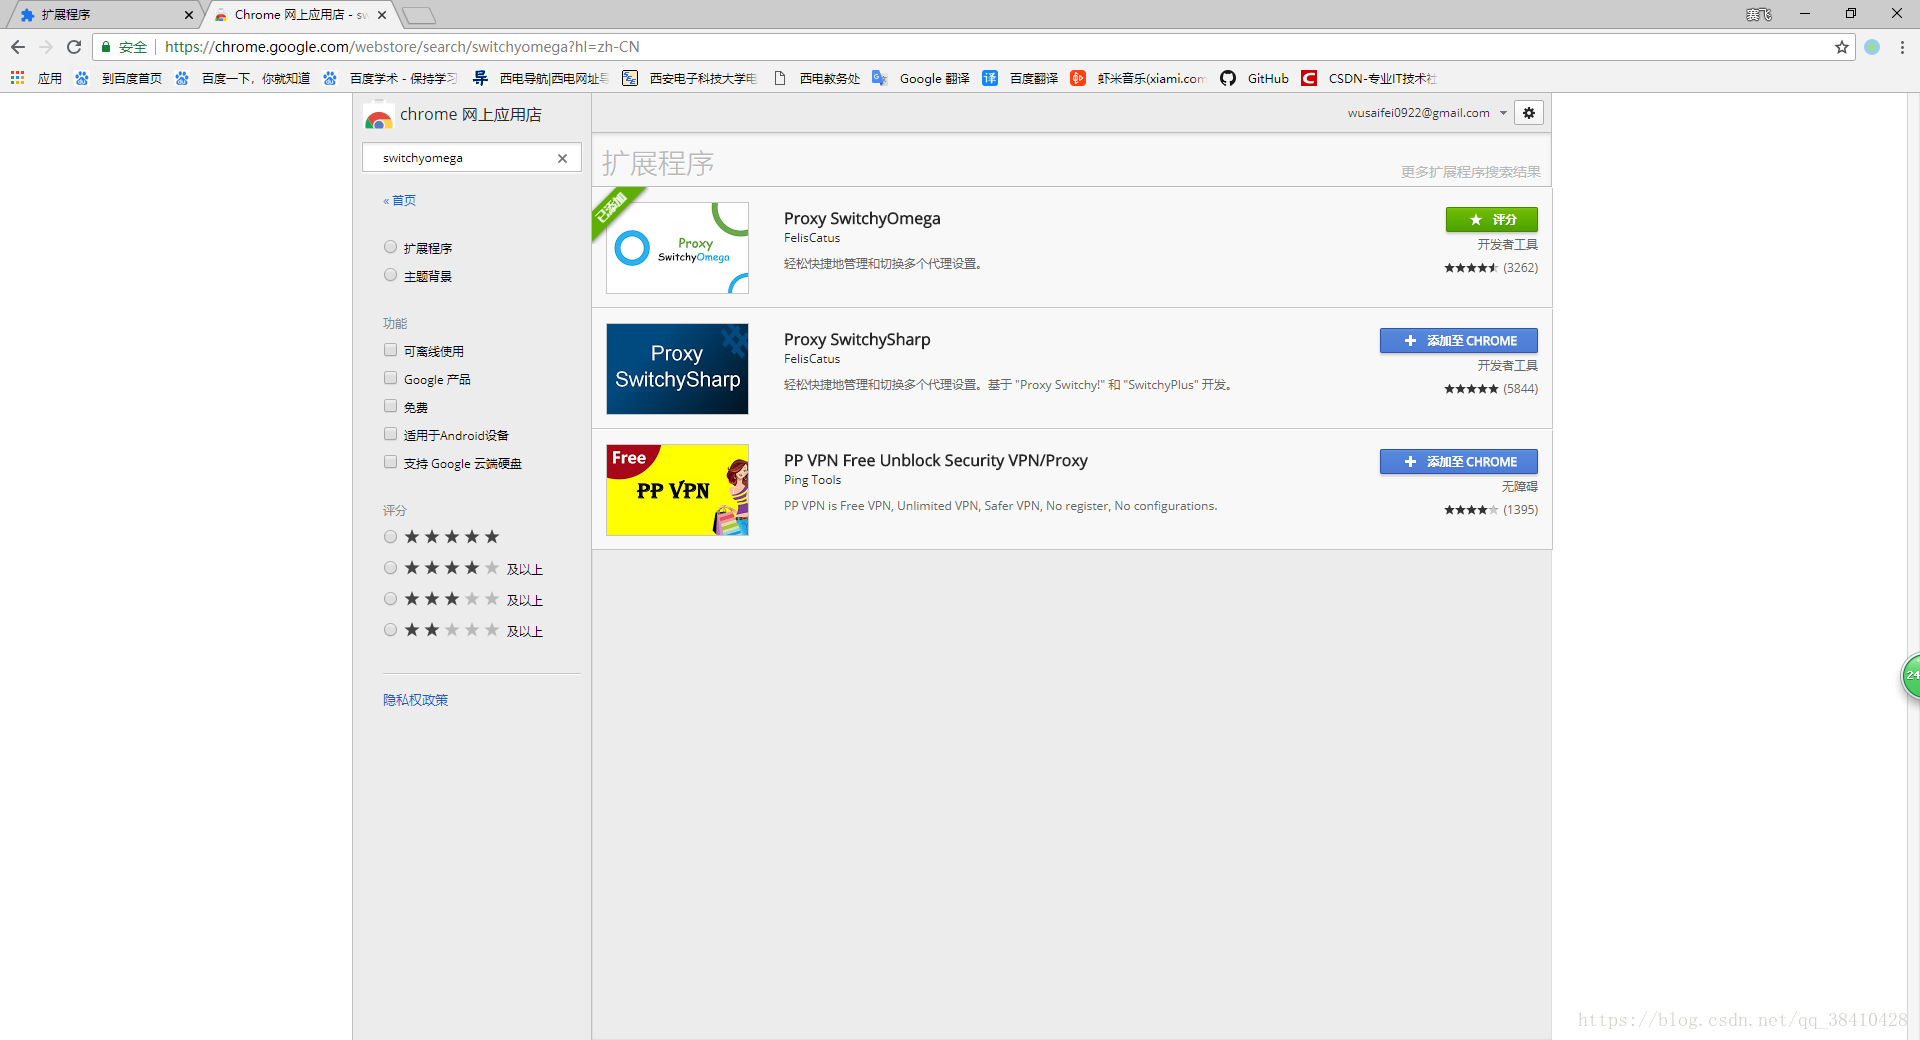 扩展程序
Chrome 网上应用店 - sw
赛飞
安全
https://chrome.google.com/webstore/search/switchyomega?hl=zh-CN
应用
到百度首页
百度一下，你就知道
百度学术 - 保持学习
西电导航|西电网址导
西安电子科技大学电
西电教务处
Google 翻译
百度翻译
虾米音乐(xiami.com
GitHub
CSDN-专业IT技术社
chrome 网上应用店
wusaifei0922@gmail.com
switchyomega
« 首页
扩展程序
主题背景
功能
可离线使用
Google 产品
免费
适用于Android设备
支持 Google 云端硬盘
评分
及以上
及以上
及以上
隐私权政策
扩展程序
更多扩展程序搜索结果
已添加
Proxy
SwitchyOmega
Proxy SwitchyOmega
FelisCatus
轻松快捷地管理和切换多个代理设置。
评分
开发者工具
(3262)
Proxy
SwitchySharp
Proxy SwitchySharp
FelisCatus
轻松快捷地管理和切换多个代理设置。基于 "Proxy Switchy!" 和 "SwitchyPlus" 开发。
添加至 CHROME
开发者工具
(5844)
Free
PP VPN
PP VPN Free Unblock Security VPN/Proxy
Ping Tools
PP VPN is Free VPN, Unlimited VPN, Safer VPN, No register, No configurations.
添加至 CHROME
无障碍
(1395)
24
https://blog.csdn.net/qq_38410428